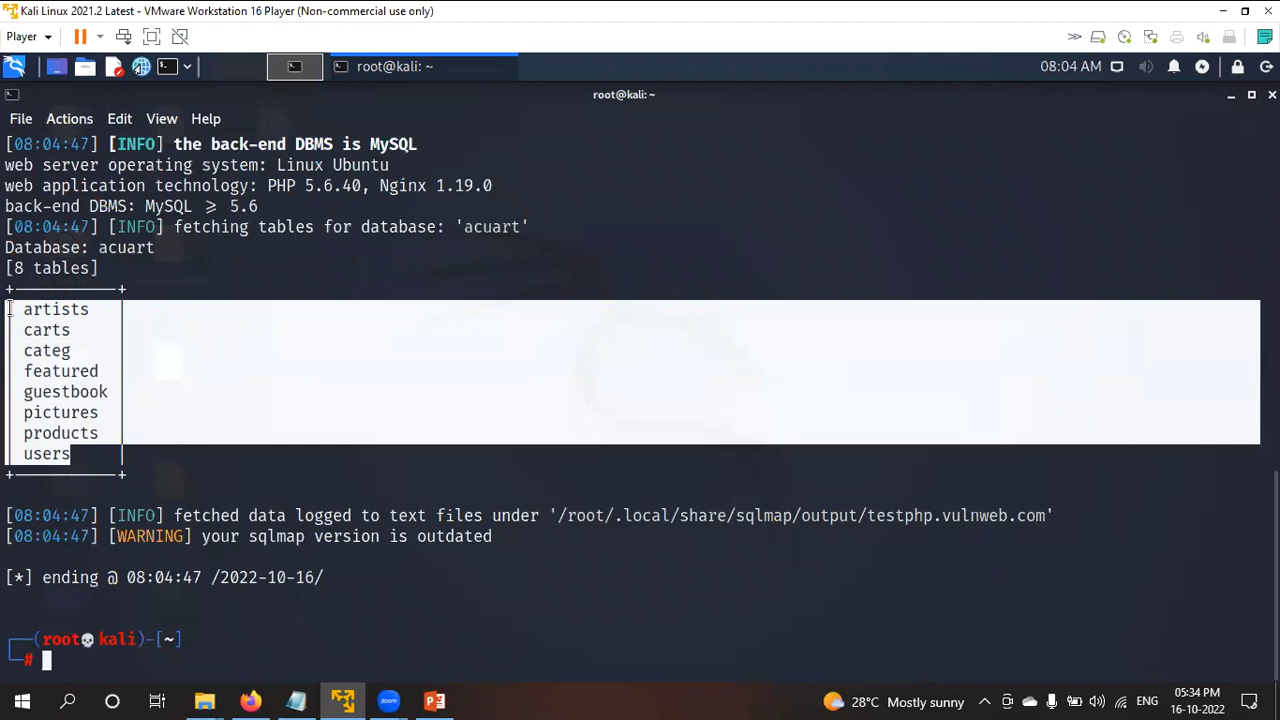 Kali Linux 2021.2 Latest - VMware Workstation 16 Player (Non-commercial use only)
Player
root@kali: ~
08:04 AM
root@kali:~
File Actions Edit View Help
[08:04:47] [INFO] the back-end DBMS is MySQL
web server operating system: Linux Ubuntu
web application technology: PHP 5.6.40, Nginx 1.19.0
back-end DBMS: MySQL ≥ 5.6
[08:04:47] [INFO] fetching tables for database: 'acuart'
Database: acuart
[8 tables]
+-----------+
| artists   |
| carts     |
| categ     |
| featured  |
| guestbook |
| pictures  |
| products  |
| users     |
+-----------+
[08:04:47] [INFO] fetched data logged to text files under '/root/.local/share/sqlmap/output/testphp.vulnweb.com'
[08:04:47] [WARNING] your sqlmap version is outdated
[*] ending @ 08:04:47 /2022-10-16/
┌──(root💀kali)-[~]
└─#
28°C Mostly sunny
ENG
05:34 PM
16-10-2022